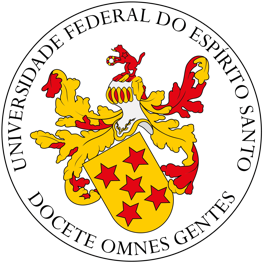 UNIVERSIDADE FEDERAL DO ESPÍRITO SANTO
DOCETE OMNES GENTES